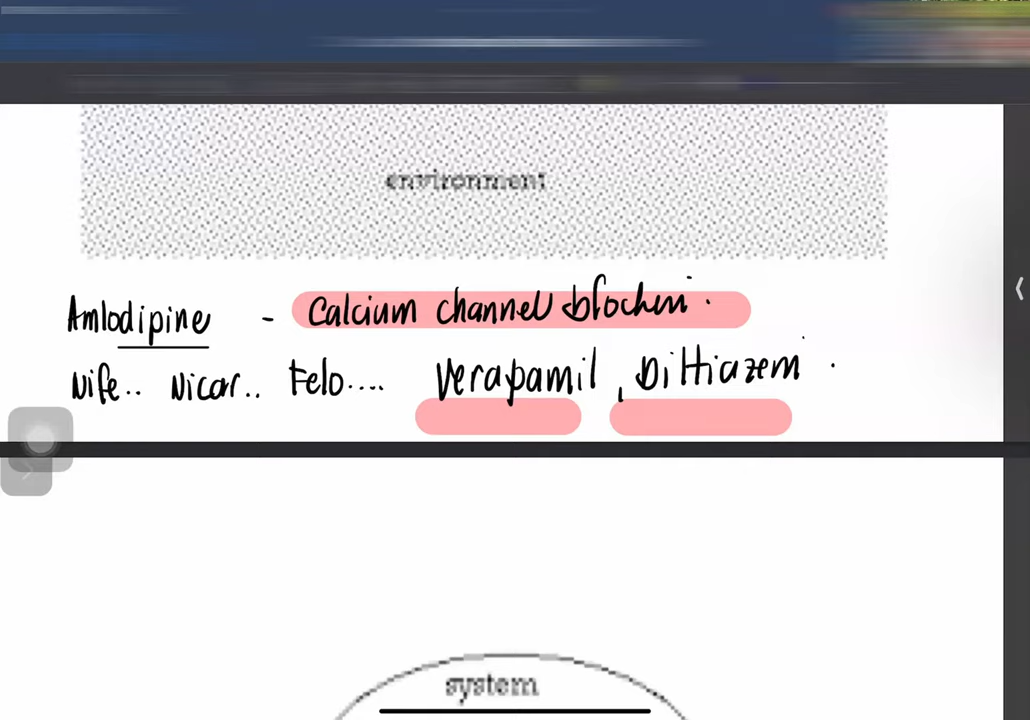 environment
Amlodipine - Calcium channel blocker.
Nife.. Nicar.. Felo.... Verapamil, Diltiazem.
system